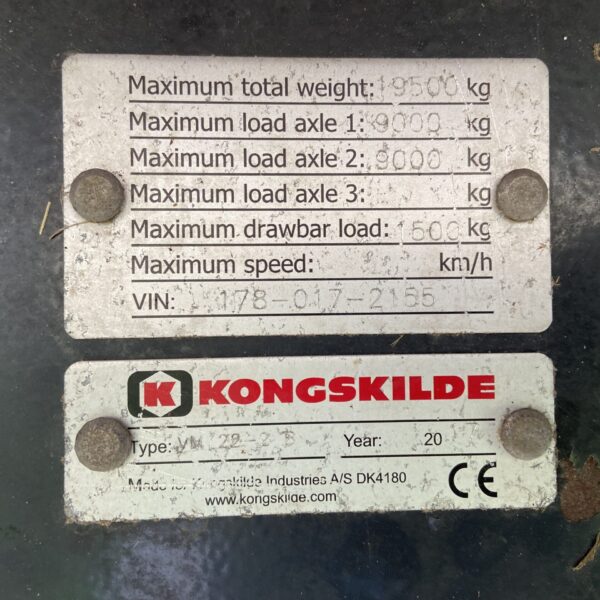 Maximum total weight: 19500 kg
Maximum load axle 1: 9000 kg
Maximum load axle 2: 9000 kg
Maximum load axle 3: kg
Maximum drawbar load: 1500 kg
Maximum speed: km/h
VIN: 178-017-2155
K KONGSKILDE
Type: Year: 20
Made for Kongskilde Industries A/S DK4180 CE
www.kongskilde.com